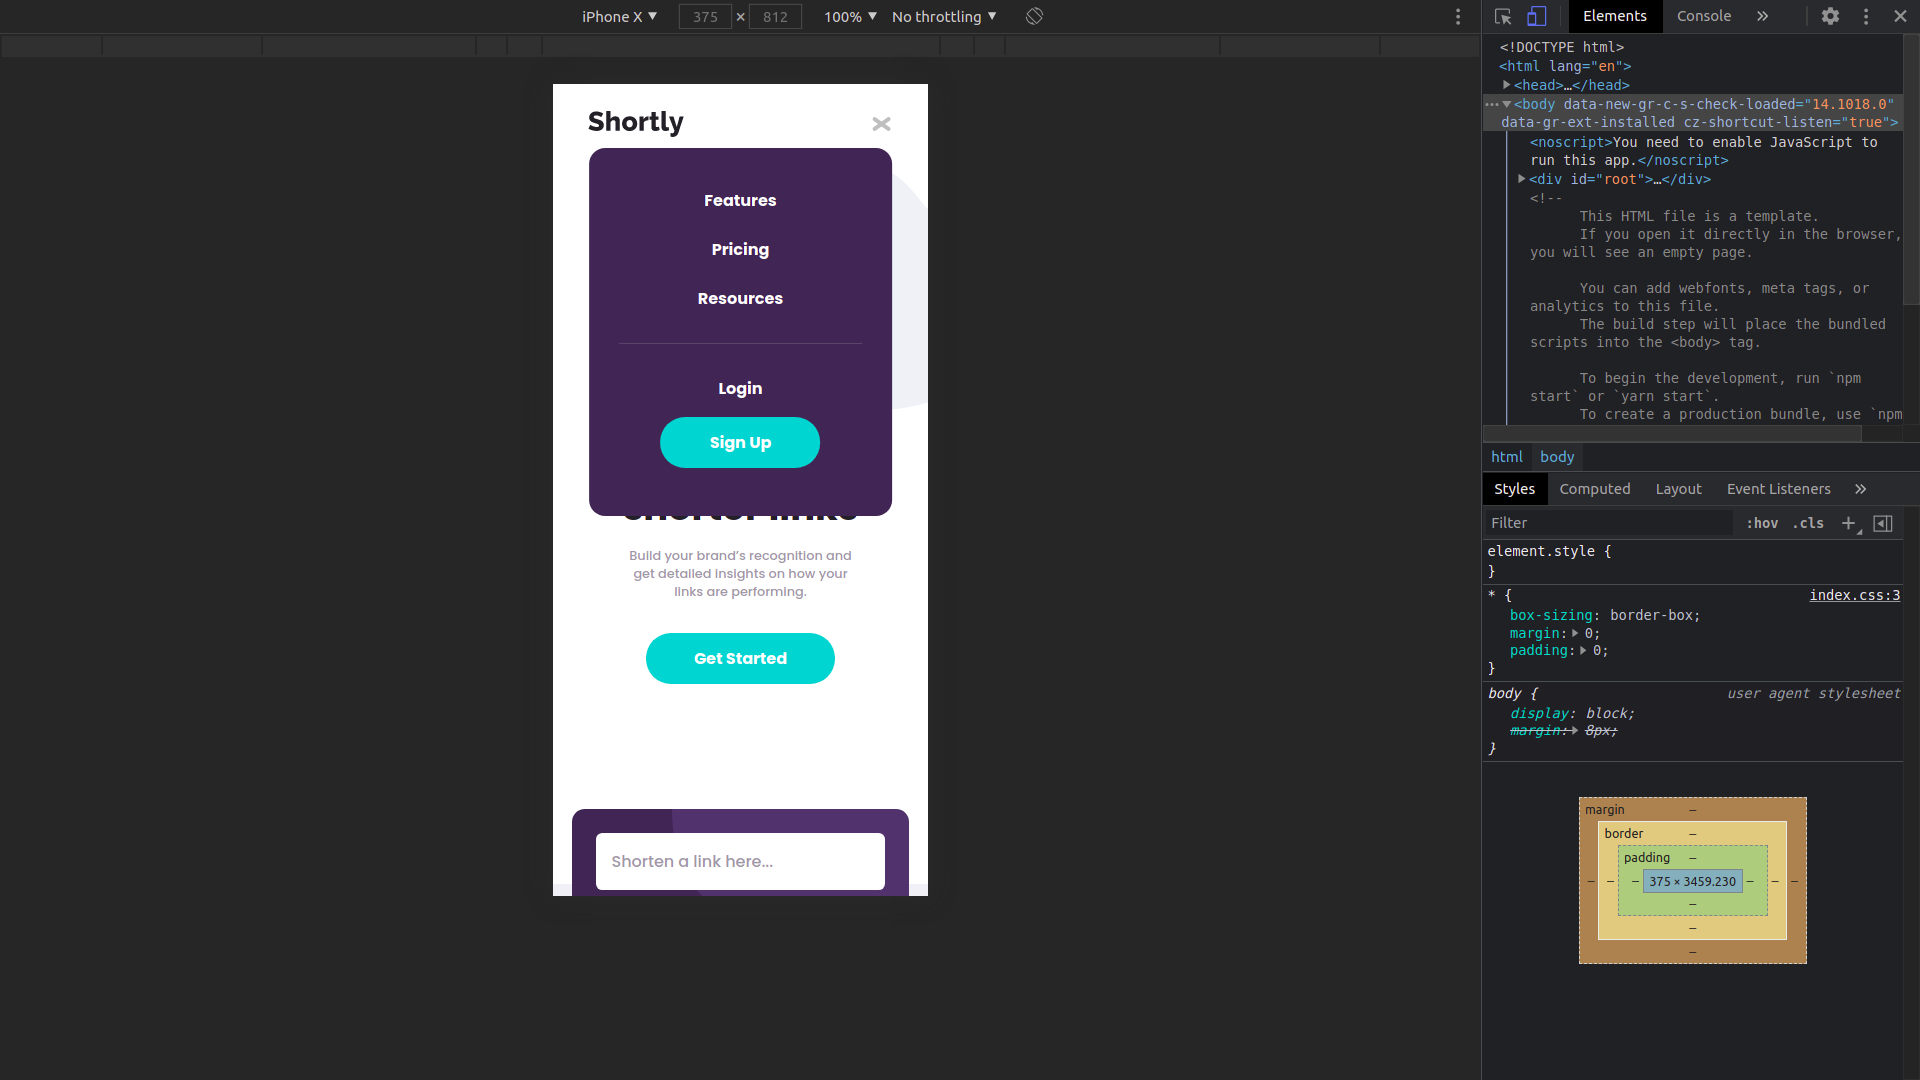 iPhone X ▼ 375 × 812 100% ▼ No throttling ▼
Shortly
Features
Pricing
Resources
Login
Sign Up
shorter links
Build your brand’s recognition and
get detailed insights on how your
links are performing.
Get Started
Shorten a link here...
Elements Console »
<!DOCTYPE html>
<html lang="en">
<head>…</head>
<body data-new-gr-c-s-check-loaded="14.1018.0"
data-gr-ext-installed cz-shortcut-listen="true">
<noscript>You need to enable JavaScript to
run this app.</noscript>
<div id="root">…</div>
<!--
This HTML file is a template.
If you open it directly in the browser,
you will see an empty page.
You can add webfonts, meta tags, or
analytics to this file.
The build step will place the bundled
scripts into the <body> tag.
To begin the development, run `npm
start` or `yarn start`.
To create a production bundle, use `npm
html body
Styles Computed Layout Event Listeners »
Filter :hov .cls +
element.style {
}
* { index.css:3
box-sizing: border-box;
margin: 0;
padding: 0;
}
body { user agent stylesheet
display: block;
margin: 8px;
}
margin –
border –
padding –
– – – 375 × 3459.230 – – –
–
–
–